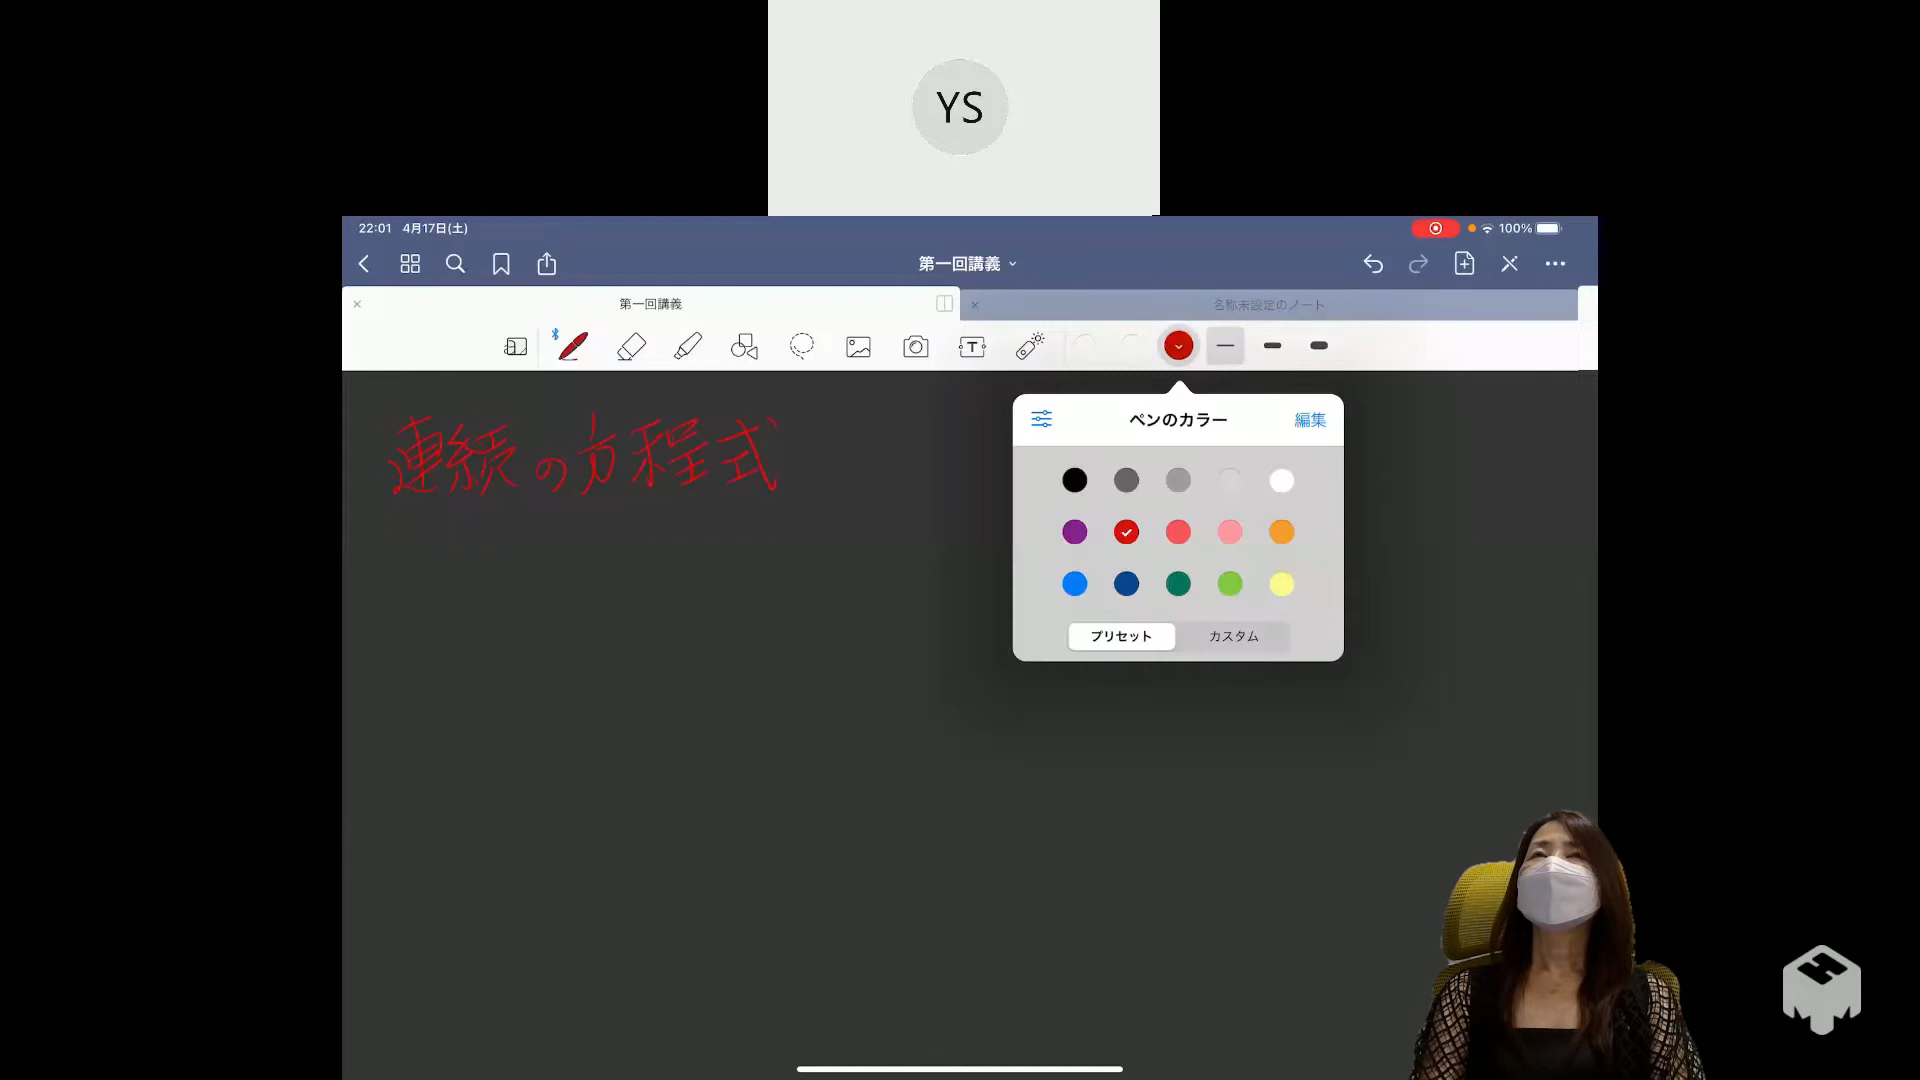 YS
22:01 4月17日(土)
100%
第一回講義
第一回講義
名称未設定のノート
T
連続の方程式
ペンのカラー
編集
プリセット
カスタム